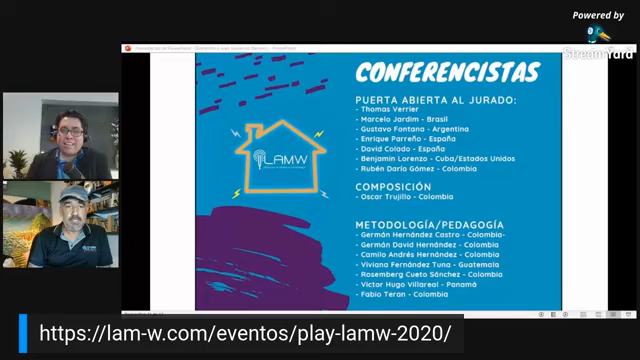 Powered by
StreamYard
CONFERENCISTAS
PUERTA ABIERTA AL JURADO:
- Thomas Verrier
- Marcelo Jardim - Brasil
- Gustavo Fontana - Argentina
- Enrique Parreño - España
- David Colado - España
- Benjamin Lorenzo - Cuba/Estados Unidos
- Rubén Darío Gómez - Colombia
LAMW
COMPOSICIÓN
- Oscar Trujillo - Colombia
METODOLOGÍA/PEDAGOGÍA
- Germán Hernández Castro - Colombia-
- Germán David Hernández - Colombia
- Camilo Andrés Hernández - Colombia
- Viviana Fernández Tuna - Guatemala
- Rosemberg Cueto Sánchez - Colombia
- Victor Hugo Villareal - Panamá
- Fabio Teran - Colombia
https://lam-w.com/eventos/play-lamw-2020/